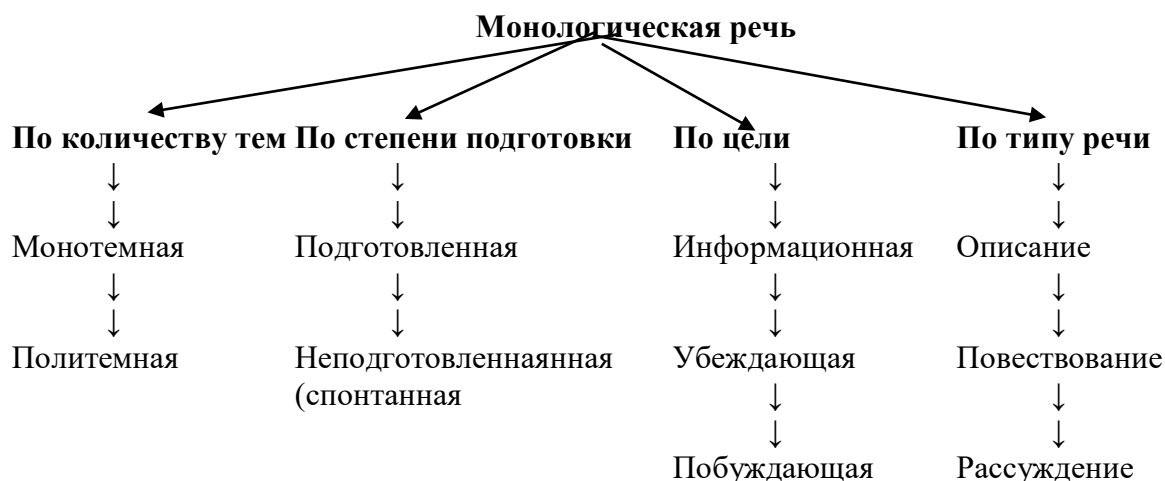 Монологическая речь
По количеству тем По степени подготовки По цели По типу речи
↓ ↓ ↓ ↓
↓ ↓ ↓ ↓
Монотемная Подготовленная Информационная Описание
↓ ↓ ↓ ↓
↓ ↓ ↓ ↓
Политемная Неподготовленнаянная Убеждающая Повествование
(спонтанная ↓ ↓
↓ ↓
Побуждающая Рассуждение